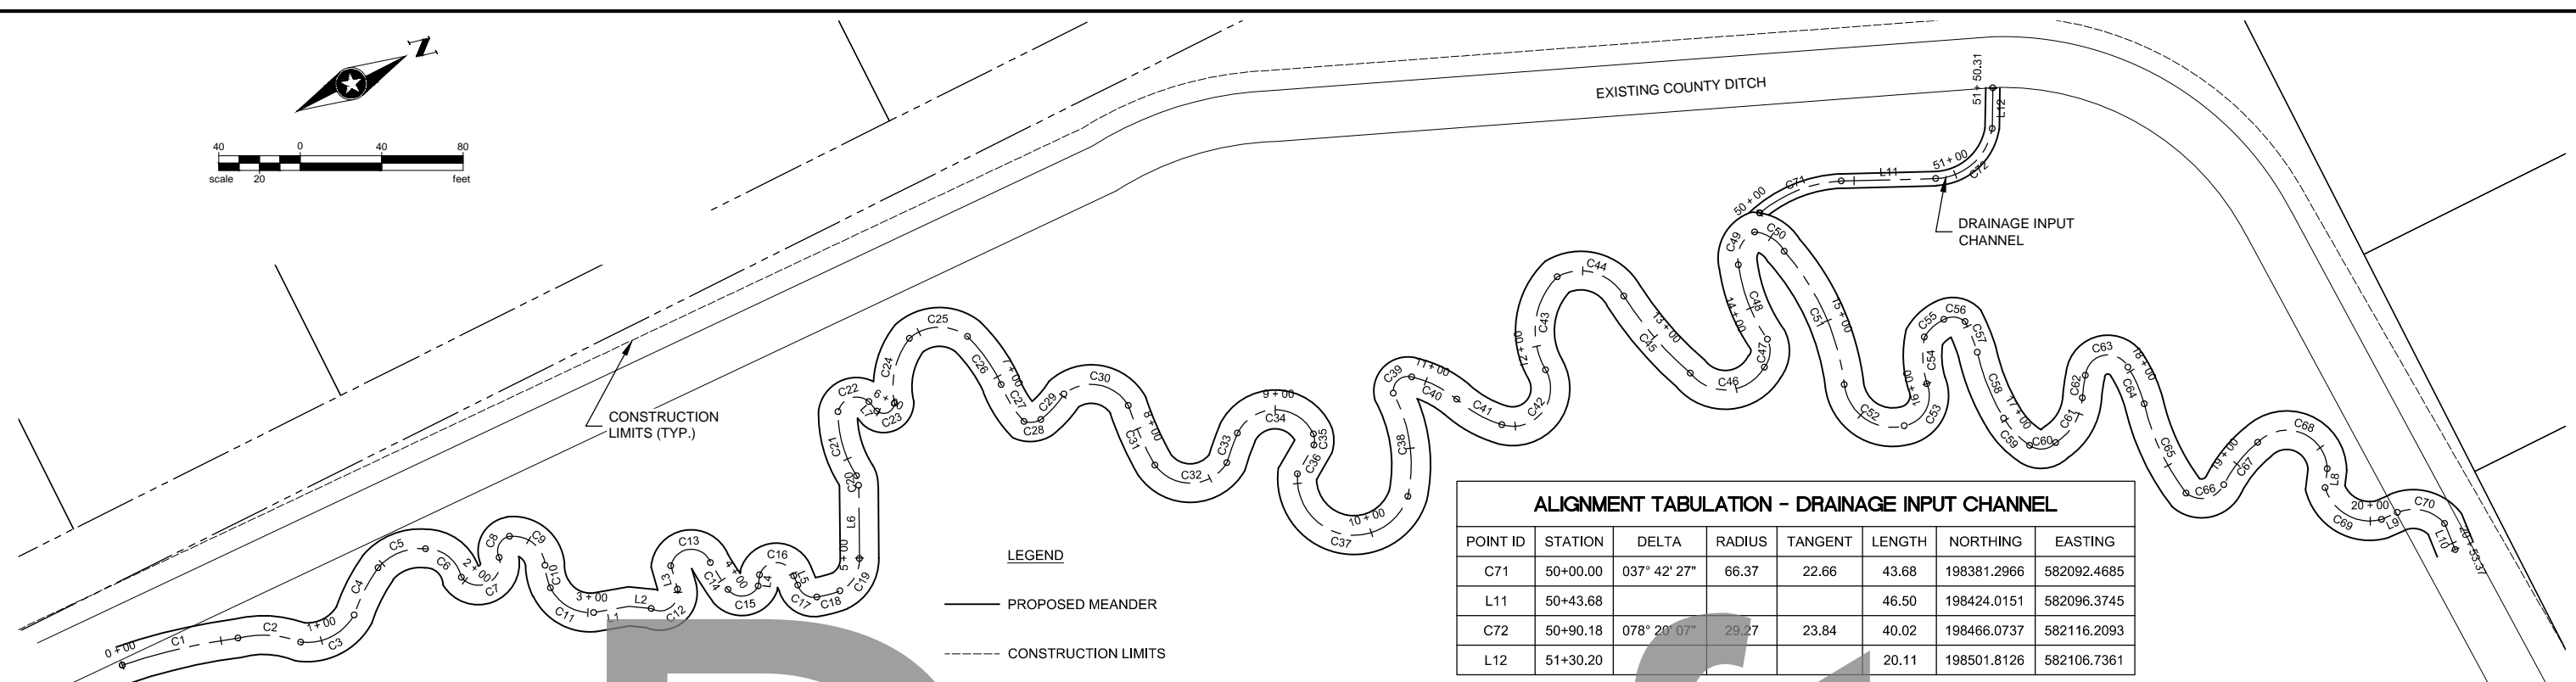 N
40 0 40 80
scale 20 feet
EXISTING COUNTY DITCH
51 + 50.31
L12
C72
51 + 00
L11
C71
50 + 00
DRAINAGE INPUT
CHANNEL
CONSTRUCTION
LIMITS (TYP.)
0 + 00
C1
C2
1 + 00
C3
C4
C5
C6
2 + 00
C7
C8
C9
C10
C11
3 + 00
L1
L2
C12
L3
C13
C14
4 + 00
C15
L4
C16
L5
C17
C18
C19
5 + 00
L6
C20
C21
C22
L7
C23
6 + 00
C24
C25
C26
7 + 00
C27
C28
C29
C30
8 + 00
C31
C32
C33
C34
9 + 00
C35
C36
C37
10 + 00
C38
C39
11 + 00
C40
C41
C42
12 + 00
C43
C44
13 + 00
C45
C46
C47
14 + 00
C48
C49
C50
C51
15 + 00
C52
C53
16 + 00
C54
C55
C56
C57
C58
17 + 00
C59
C60
C61
C62
C63
18 + 00
C64
C65
C66
19 + 00
C67
C68
L8
C69
20 + 00
L9
C70
L10
20 + 53.37
LEGEND
PROPOSED MEANDER
CONSTRUCTION LIMITS
ALIGNMENT TABULATION - DRAINAGE INPUT CHANNEL
POINT ID STATION DELTA RADIUS TANGENT LENGTH NORTHING EASTING
C71 50+00.00 037° 42' 27" 66.37 22.66 43.68 198381.2966 582092.4685
L11 50+43.68 46.50 198424.0151 582096.3745
C72 50+90.18 078° 20' 07" 29.27 23.84 40.02 198466.0737 582116.2093
L12 51+30.20 20.11 198501.8126 582106.7361